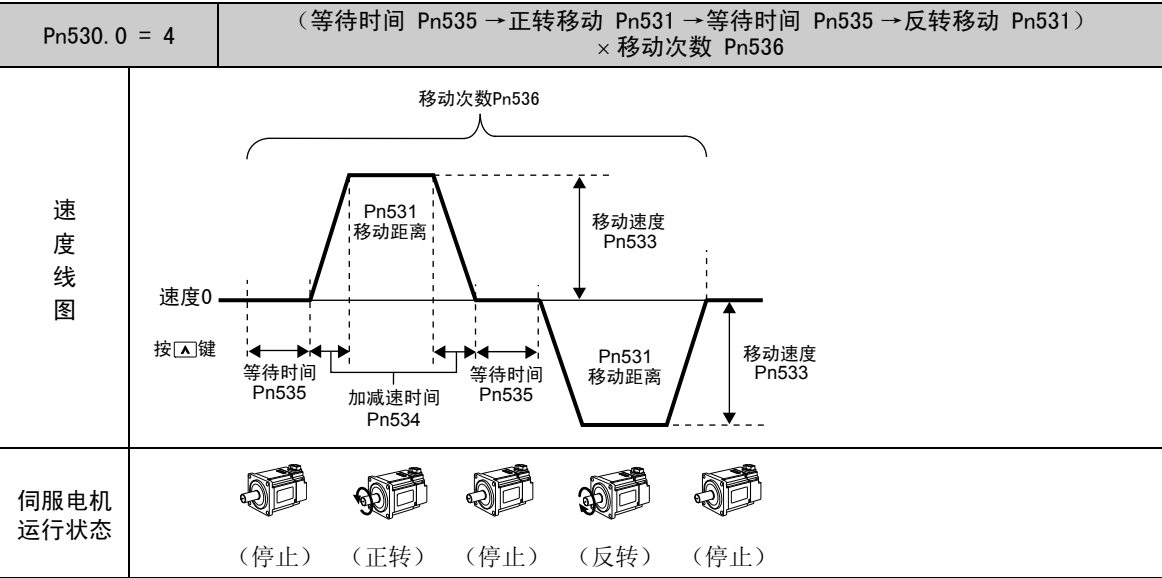 Pn530.0 = 4
（等待时间 Pn535→正转移动 Pn531→等待时间 Pn535→反转移动 Pn531）
×移动次数 Pn536
速
度
线
图
移动次数Pn536
Pn531
移动距离
移动速度
Pn533
速度0
按∧键
等待时间
Pn535
加减速时间
Pn534
等待时间
Pn535
Pn531
移动距离
移动速度
Pn533
伺服电机
运行状态
（停止）
（正转）
（停止）
（反转）
（停止）